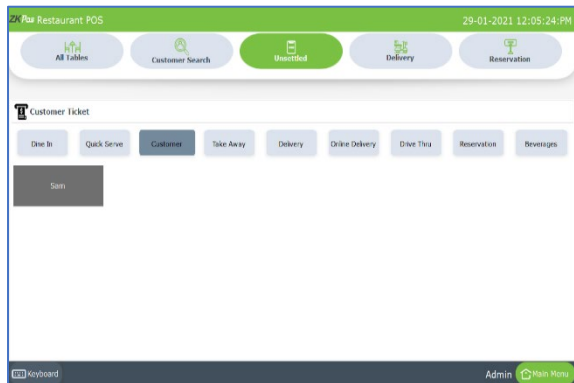 ZKPos Restaurant POS 29-01-2021 12:05:24:PM
All Tables Customer Search Unsettled Delivery Reservation
Customer Ticket
Dine In Quick Serve Customer Take Away Delivery Online Delivery Drive Thru Reservation Beverages
Sam
Keyboard Admin Main Menu